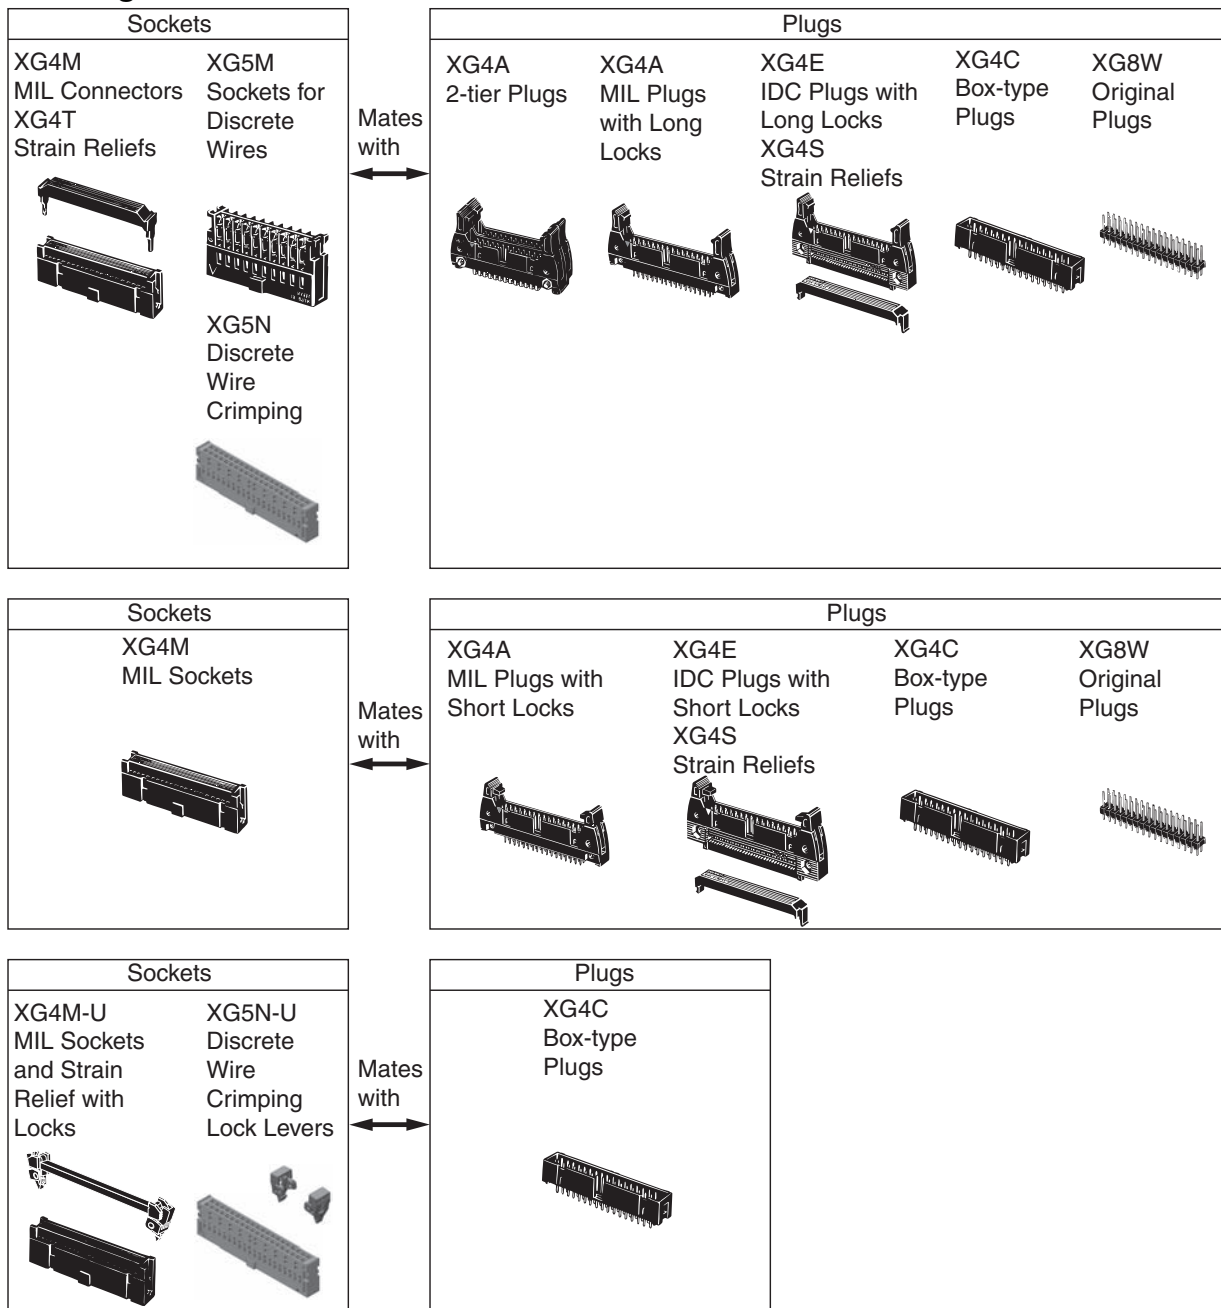 Sockets
XG4M
MIL Connectors
XG4T
Strain Reliefs
XG5M
Sockets for
Discrete
Wires
XG5N
Discrete
Wire
Crimping
Mates
with
Plugs
XG4A
2-tier Plugs
XG4A
MIL Plugs
with Long
Locks
XG4E
IDC Plugs with
Long Locks
XG4S
Strain Reliefs
XG4C
Box-type
Plugs
XG8W
Original
Plugs
Sockets
XG4M
MIL Sockets
Mates
with
Plugs
XG4A
MIL Plugs with
Short Locks
XG4E
IDC Plugs with
Short Locks
XG4S
Strain Reliefs
XG4C
Box-type
Plugs
XG8W
Original
Plugs
Sockets
XG4M-U
MIL Sockets
and Strain
Relief with
Locks
XG5N-U
Discrete
Wire
Crimping
Lock Levers
Mates
with
Plugs
XG4C
Box-type
Plugs